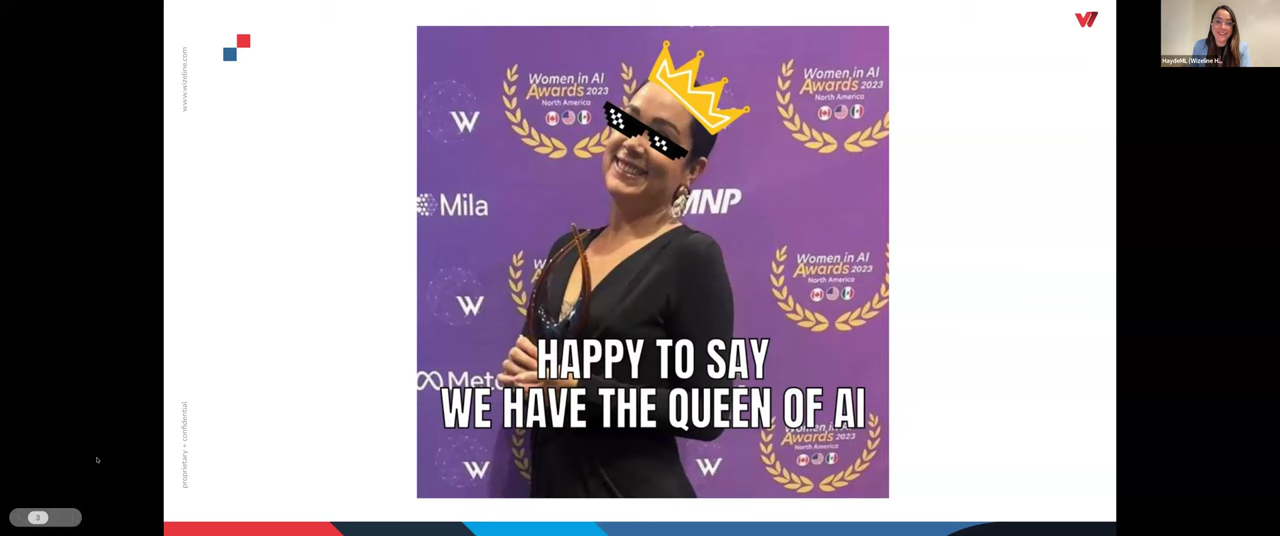 www.wizeline.com
proprietary + confidential
HaydeML (Wizeline H...
Women in AI
Awards 2023
North America
Women in AI
Awards 2023
North America
W
Mila
MNP
Women in AI
Awards 2023
North America
W
W
Meta
HAPPY TO SAY
WE HAVE THE QUEEN OF AI
Women in AI
Awards 2023
North America
W
W
3